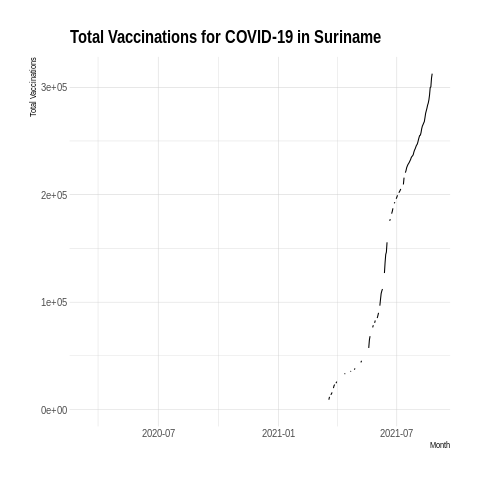 Total Vaccinations for COVID-19 in Suriname
Total Vaccinations
3e+05
2e+05
1e+05
0e+00
2020-07 2021-01 2021-07
Month